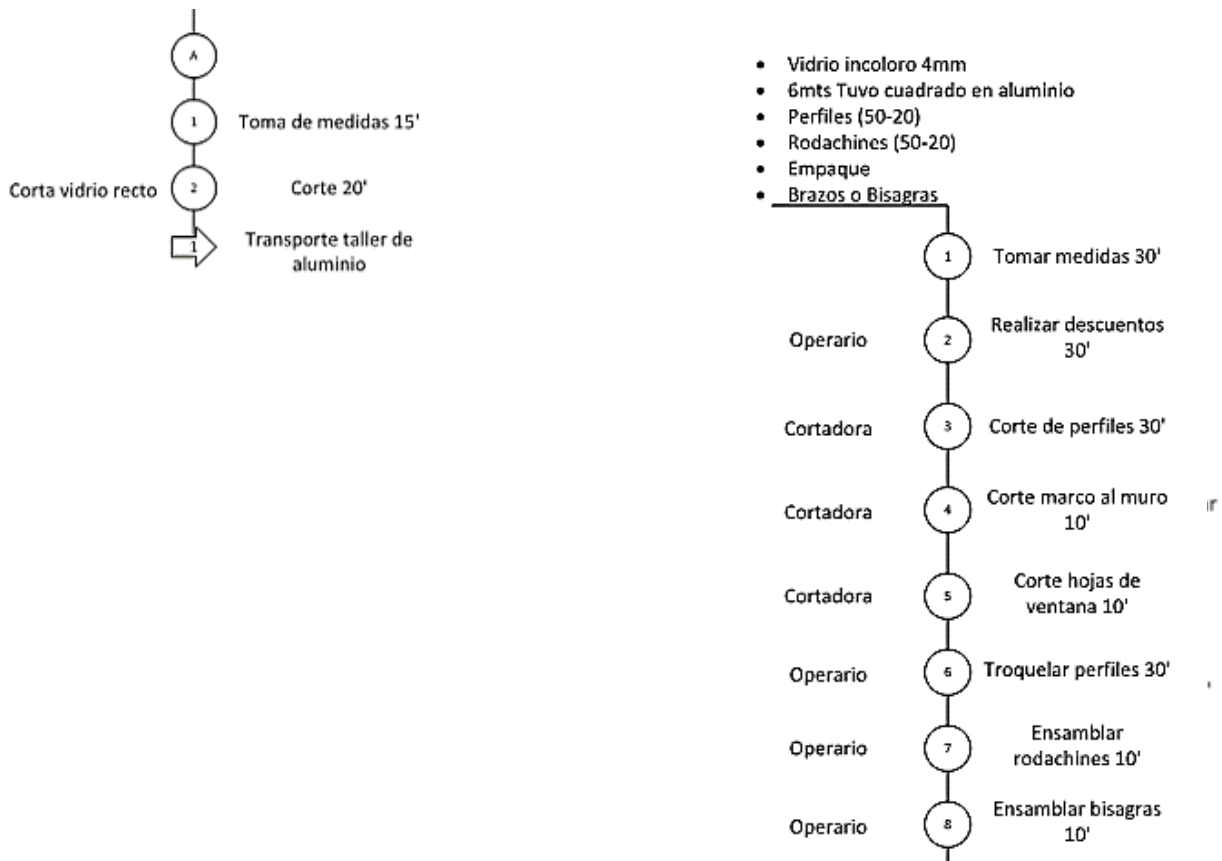 A
1
Toma de medidas 15'
Corta vidrio recto
2
Corte 20'
1
Transporte taller de
aluminio
• Vidrio incoloro 4mm
• 6mts Tuvo cuadrado en aluminio
• Perfiles (50-20)
• Rodachines (50-20)
• Empaque
• Brazos o Bisagras
1
Tomar medidas 30'
Operario
2
Realizar descuentos
30'
Cortadora
3
Corte de perfiles 30'
Cortadora
4
Corte marco al muro
10'
Cortadora
5
Corte hojas de
ventana 10'
Operario
6
Troquelar perfiles 30'
Operario
7
Ensamblar
rodachines 10'
Operario
8
Ensamblar bisagras
10'